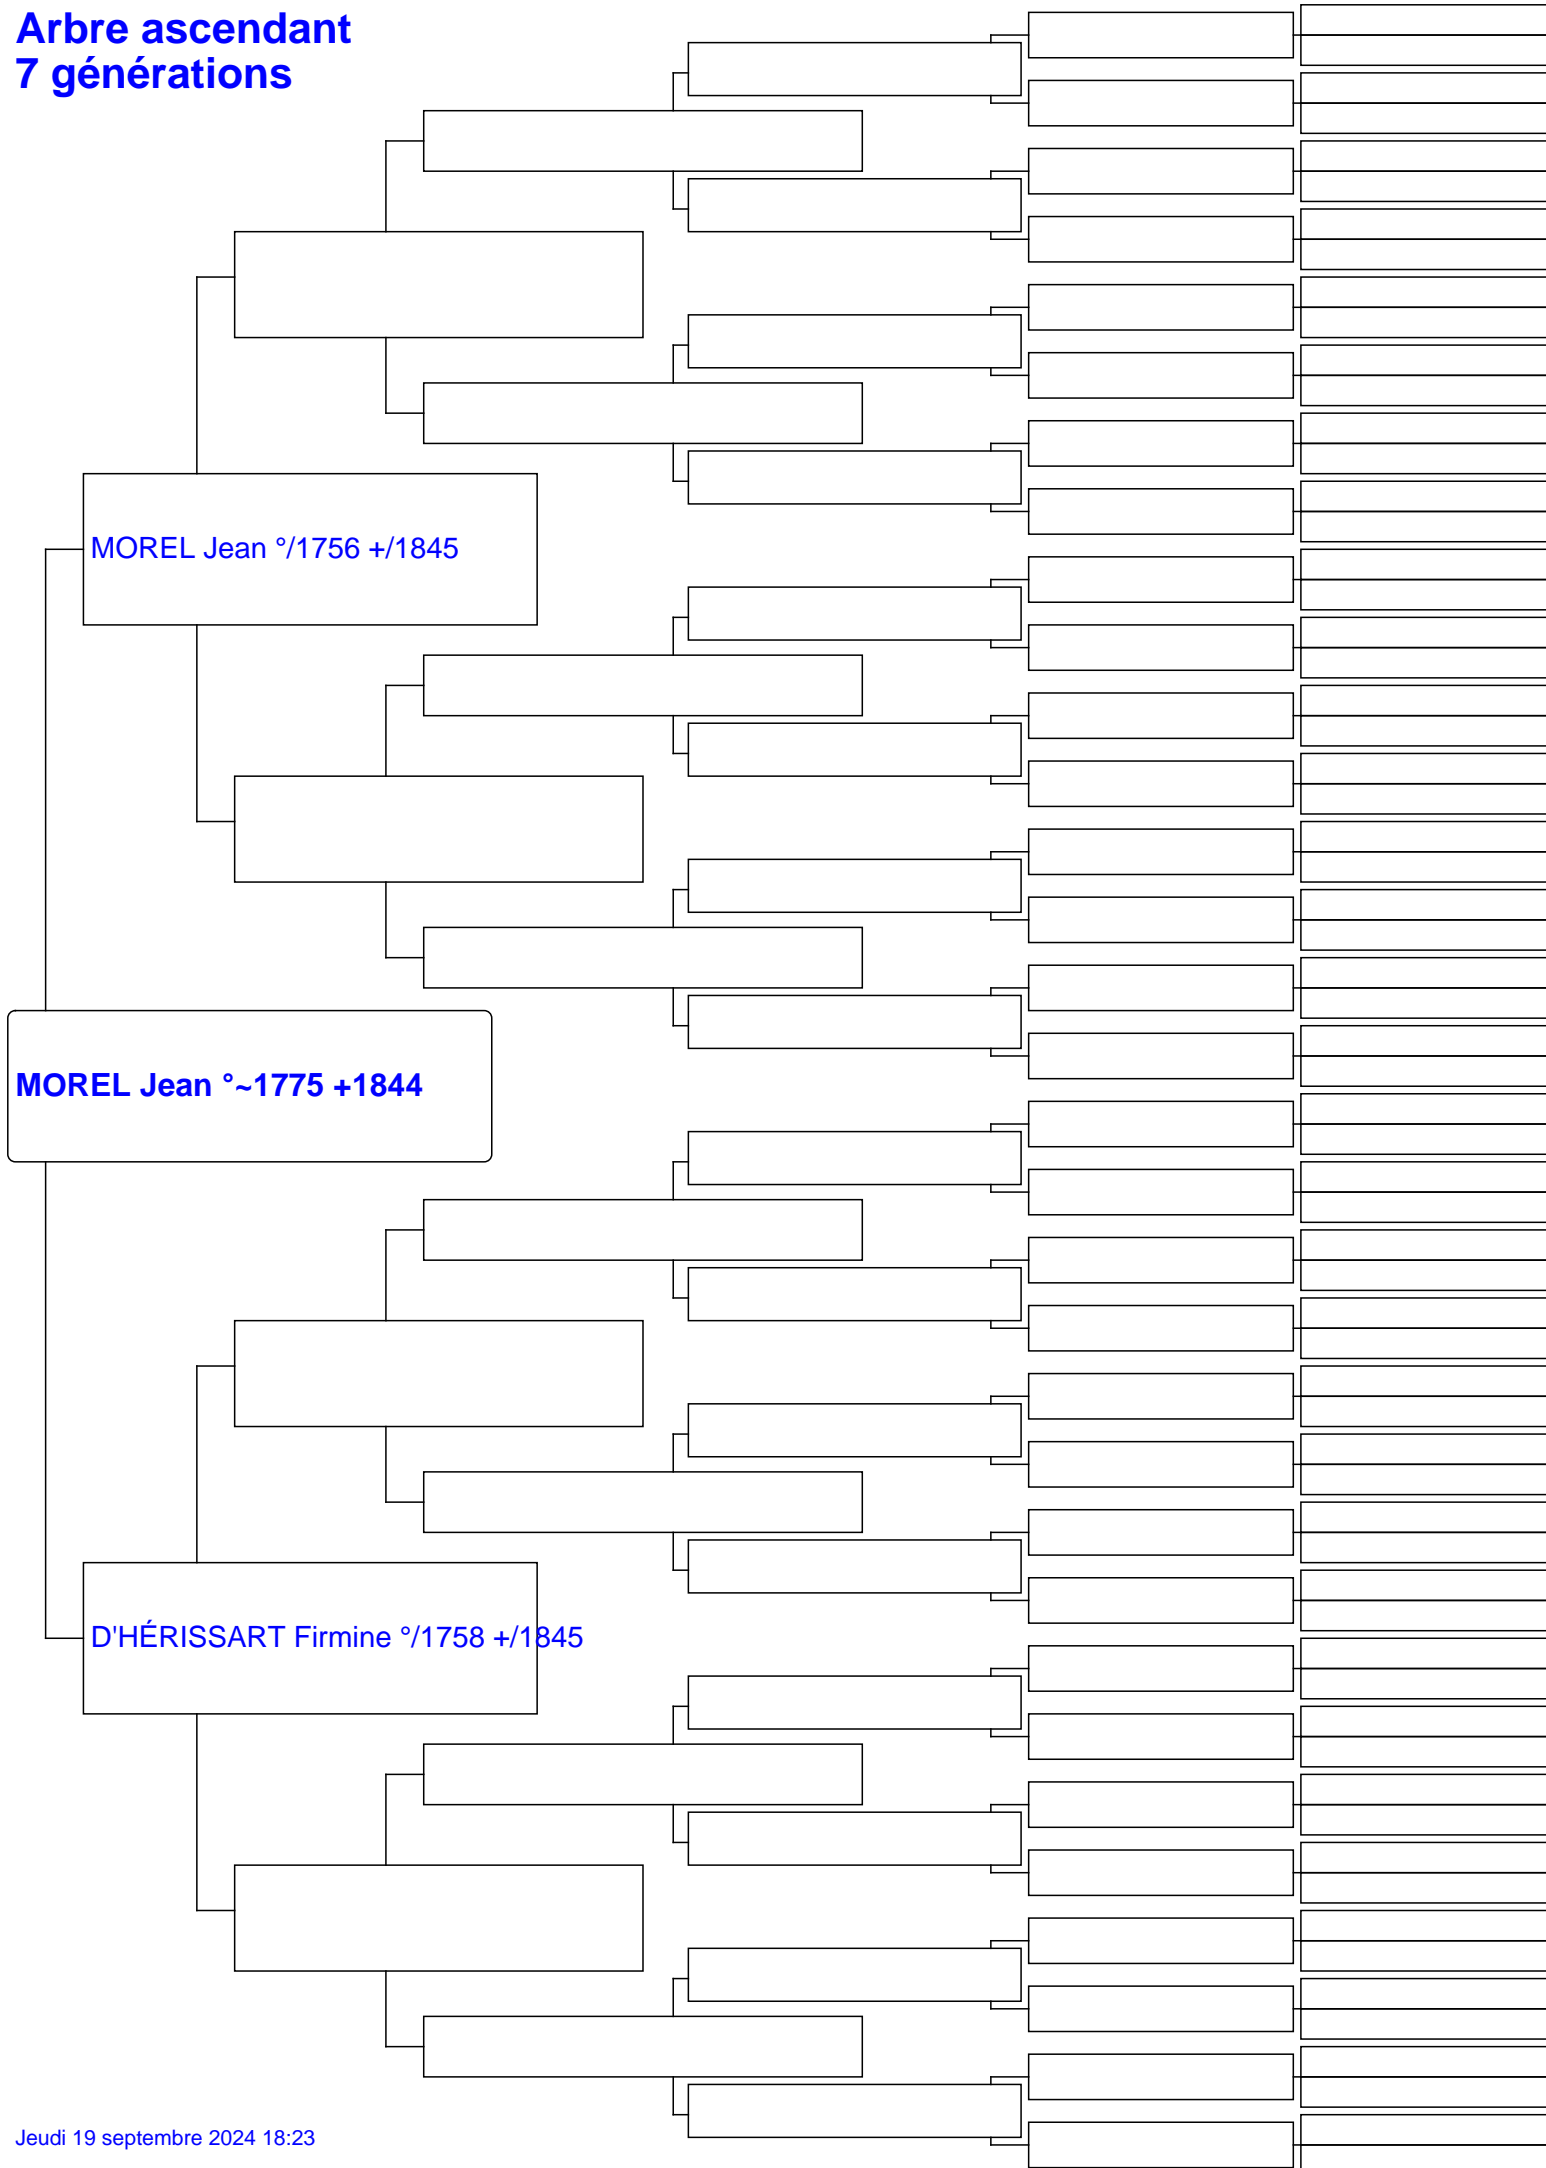 Arbre ascendant
7 générations
MOREL Jean °/1756 +/1845
MOREL Jean °~1775 +1844
D'HÉRISSART Firmine °/1758 +/1845
Jeudi 19 septembre 2024 18:23